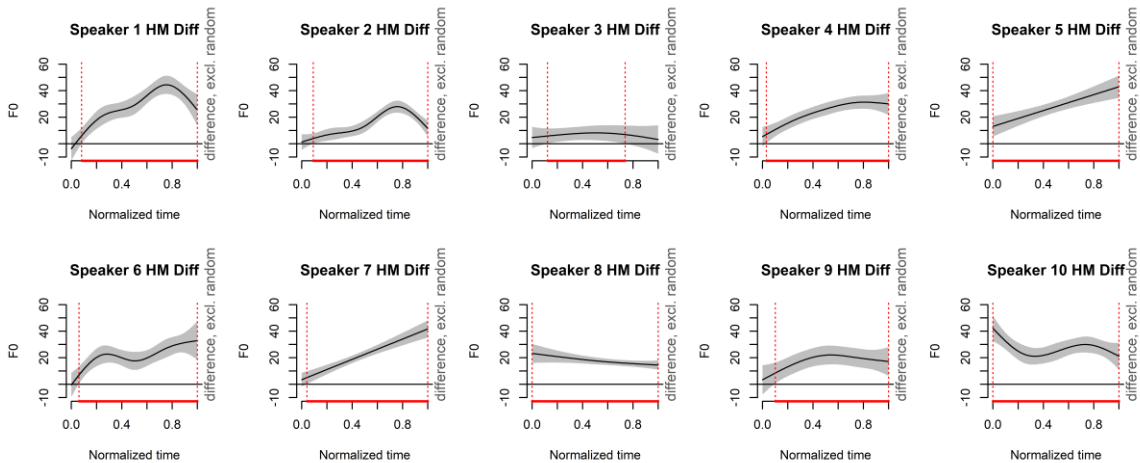 Speaker 1 HM Diff
F0
60
40
20
-10
0.0 0.4 0.8
Normalized time
difference, excl. random
Speaker 2 HM Diff
F0
60
40
20
-10
0.0 0.4 0.8
Normalized time
difference, excl. random
Speaker 3 HM Diff
F0
60
40
20
-10
0.0 0.4 0.8
Normalized time
difference, excl. random
Speaker 4 HM Diff
F0
60
40
20
-10
0.0 0.4 0.8
Normalized time
difference, excl. random
Speaker 5 HM Diff
F0
60
40
20
-10
0.0 0.4 0.8
Normalized time
difference, excl. random
Speaker 6 HM Diff
F0
60
40
20
-10
0.0 0.4 0.8
Normalized time
difference, excl. random
Speaker 7 HM Diff
F0
60
40
20
-10
0.0 0.4 0.8
Normalized time
difference, excl. random
Speaker 8 HM Diff
F0
60
40
20
-10
0.0 0.4 0.8
Normalized time
difference, excl. random
Speaker 9 HM Diff
F0
60
40
20
-10
0.0 0.4 0.8
Normalized time
difference, excl. random
Speaker 10 HM Diff
F0
60
40
20
-10
0.0 0.4 0.8
Normalized time
difference, excl. random